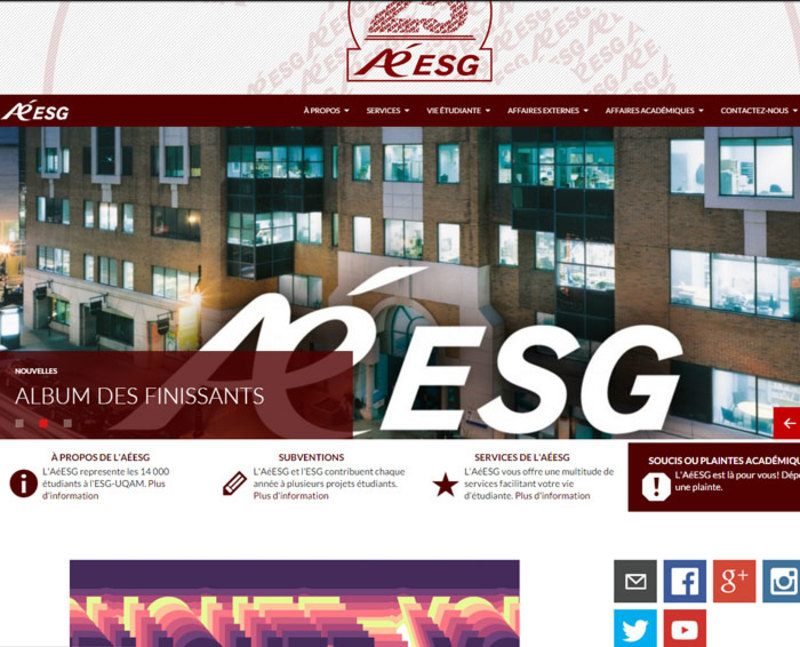 25
AéESG
AéESG
À PROPOS SERVICES VIE ÉTUDIANTE AFFAIRES EXTERNES AFFAIRES ACADÉMIQUES CONTACTEZ-NOUS
AéESG
NOUVELLES
ALBUM DES FINISSANTS
À PROPOS DE L'AÉESG
L'AéESG represente les 14 000
étudiants à l'ESG-UQAM. Plus
d'information
SUBVENTIONS
L'AéESG et l'ESG contribuent chaque
année à plusieurs projets étudiants.
Plus d'information
SERVICES DE L'AÉESG
L'AéESG vous offre une multitude de
services facilitant votre vie
d'étudiante. Plus d'information
SOUCIS OU PLAINTES ACADÉMIQU
L'AéESG est là pour vous! Dépo
une plainte.